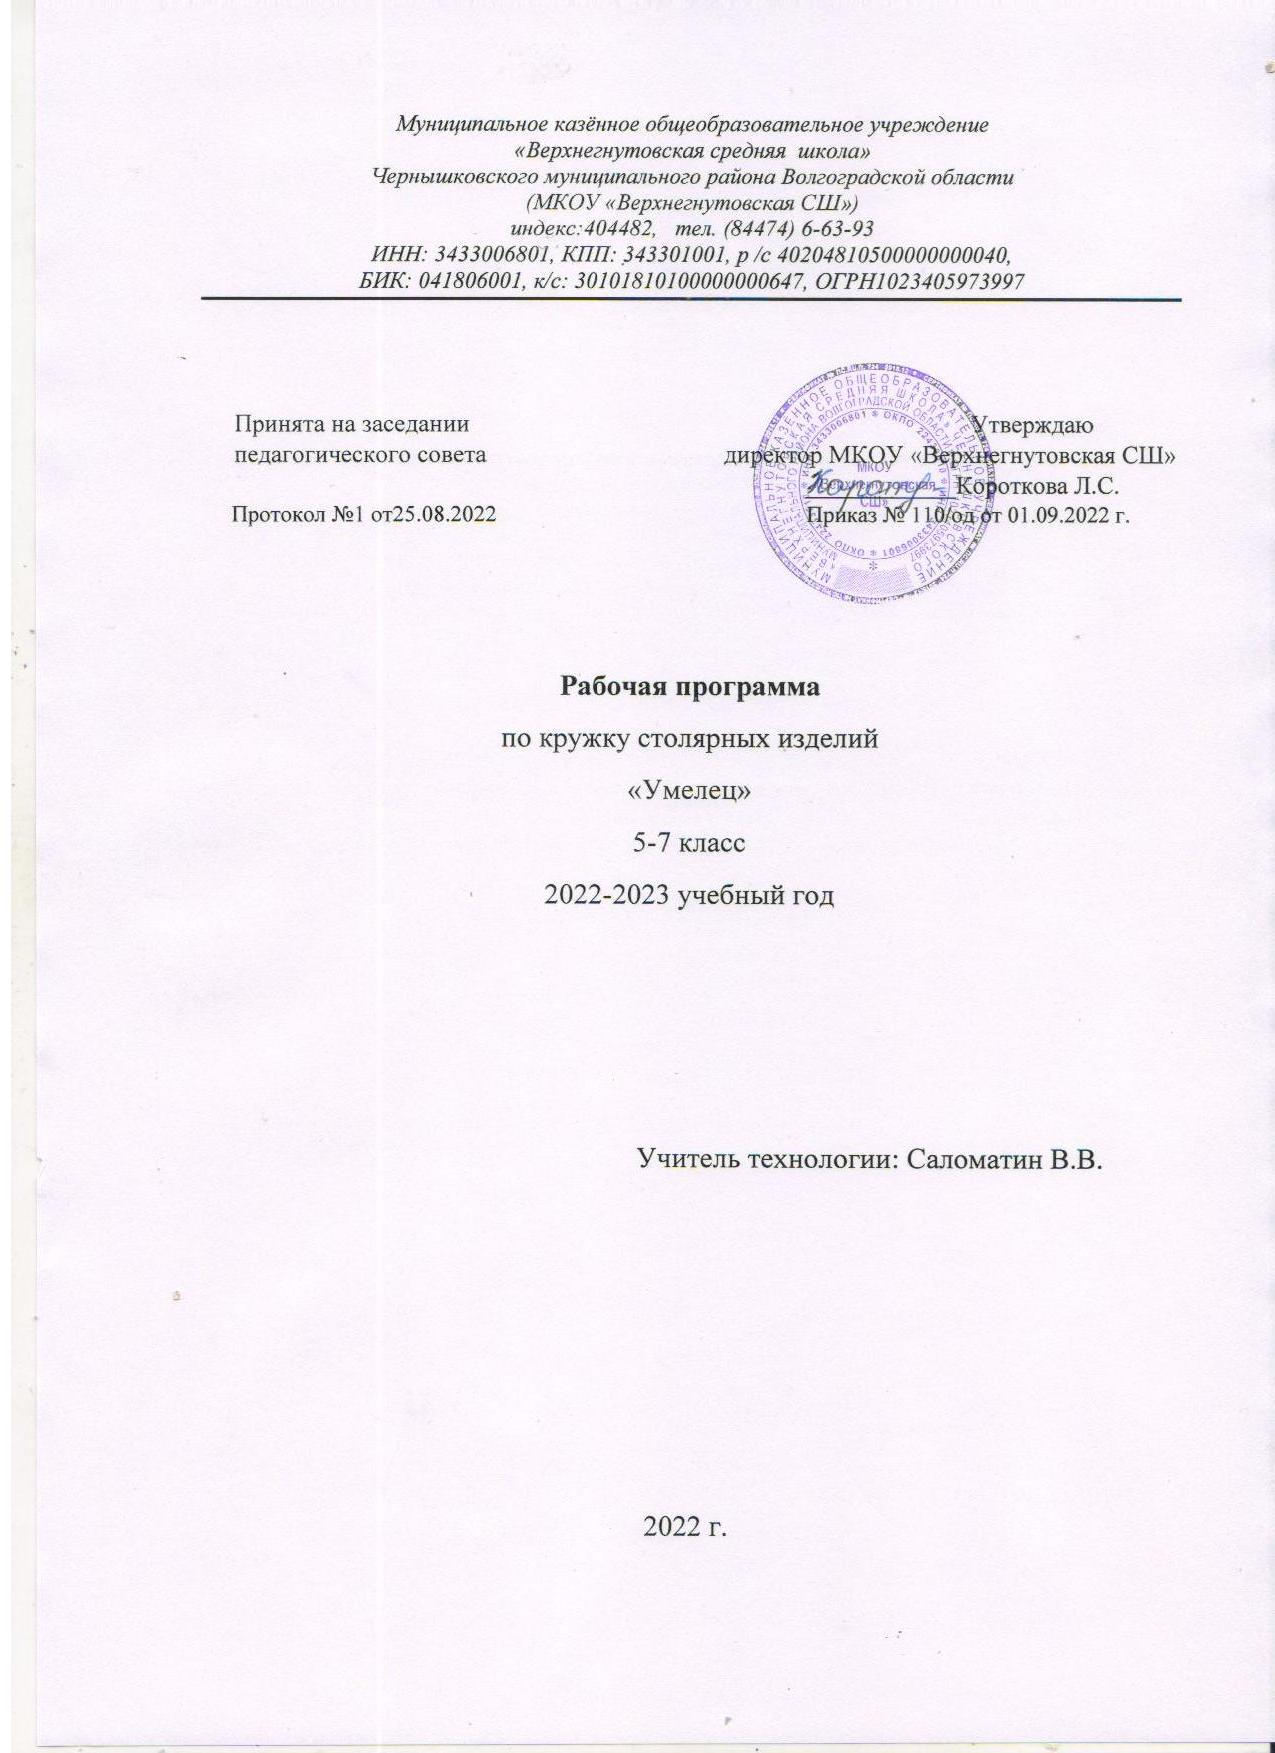 Муниципальное казённое общеобразовательное учреждение
«Верхнегнутовская средняя школа»
Чернышковского муниципального района Волгоградской области
(МКОУ «Верхнегнутовская СШ»)
индекс:404482, тел. (84474) 6-63-93
ИНН: 3433006801, КПП: 343301001, р /с 40204810500000000040,
БИК: 041806001, к/с: 30101810100000000647, ОГРН1023405973997
Принята на заседании
педагогического совета
Протокол №1 от25.08.2022
Утверждаю
директор МКОУ «Верхнегнутовская СШ»
Короткова Л.С.
Приказ № 110/од от 01.09.2022 г.
МКОУ
«Верхнегнутовская
СШ»
Рабочая программа
по кружку столярных изделий
«Умелец»
5-7 класс
2022-2023 учебный год
Учитель технологии: Саломатин В.В.
2022 г.